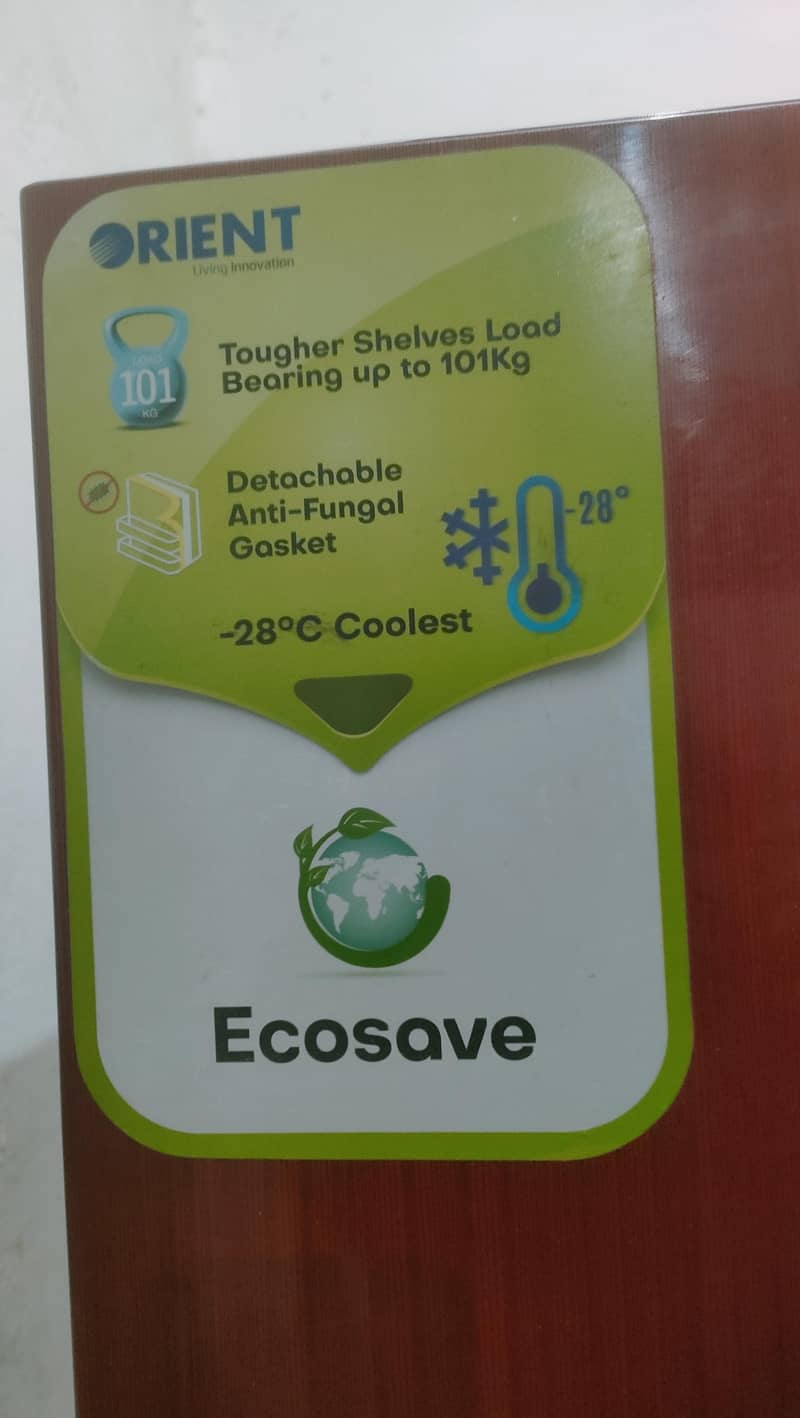 ORIENT
Living Innovation
LOAD
101
KG
Tougher Shelves Load
Bearing up to 101Kg
Detachable
Anti-Fungal
Gasket
-28°
-28°C Coolest
Ecosave